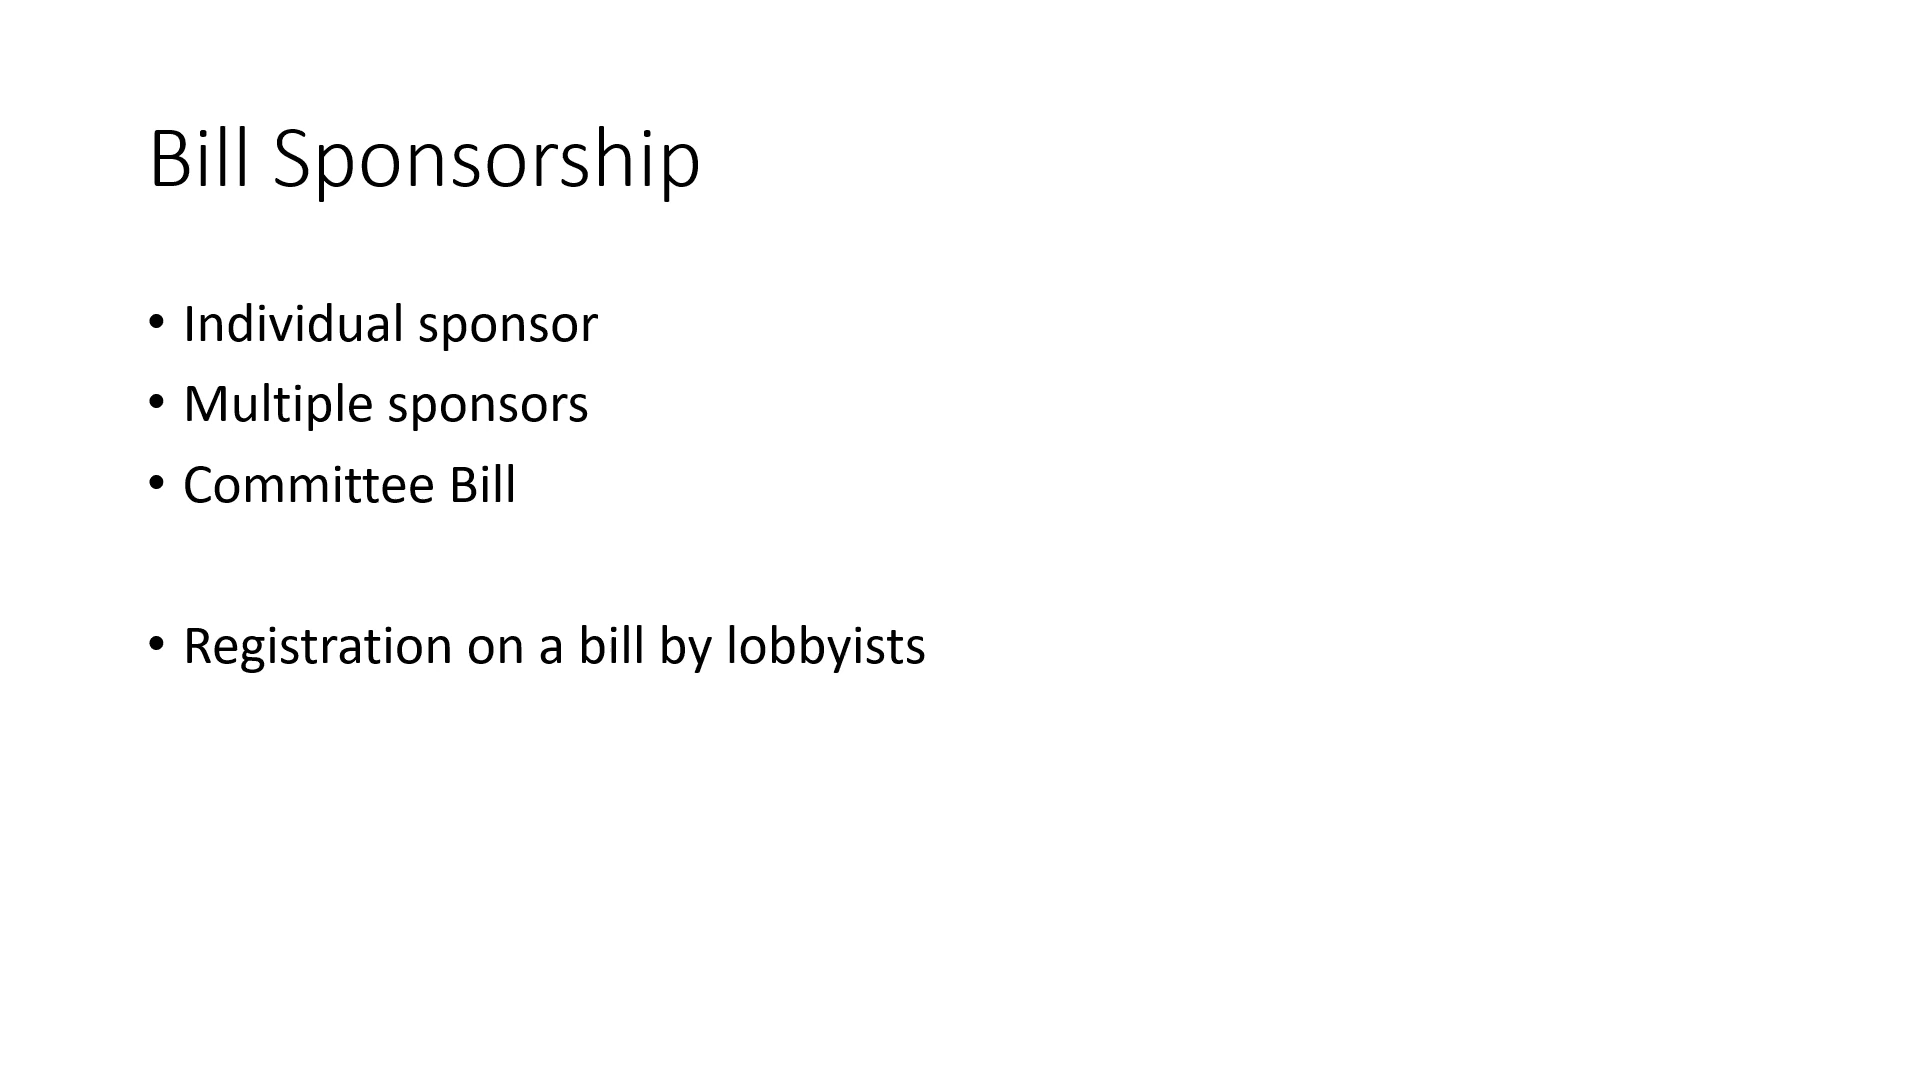 Bill Sponsorship
• Individual sponsor
• Multiple sponsors
• Committee Bill
• Registration on a bill by lobbyists